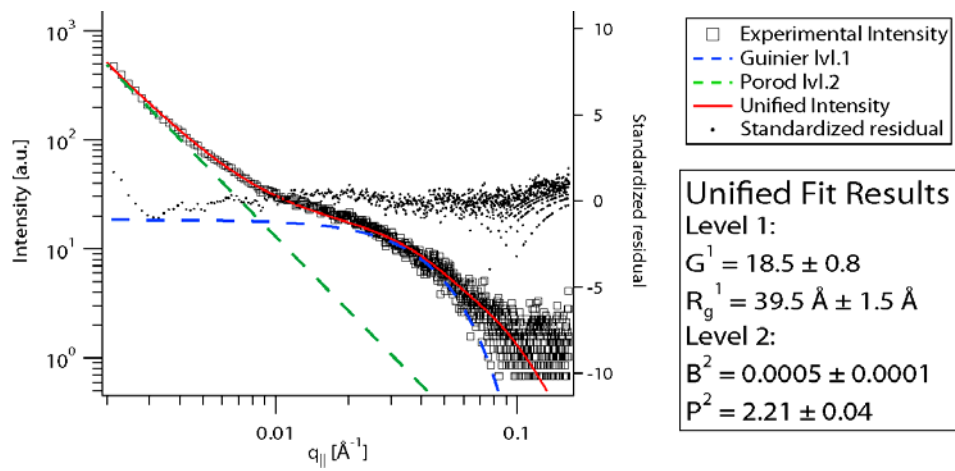 10³
10²
10¹
10⁰
Intensity [a.u.]
0.01
0.1
q|| [Å⁻¹]
10
5
0
-5
-10
Standardized residual
Experimental Intensity
Guinier lvl.1
Porod lvl.2
Unified Intensity
Standardized residual
Unified Fit Results
Level 1:
G¹ = 18.5 ± 0.8
Rg¹ = 39.5 Å ± 1.5 Å
Level 2:
B² = 0.0005 ± 0.0001
P² = 2.21 ± 0.04